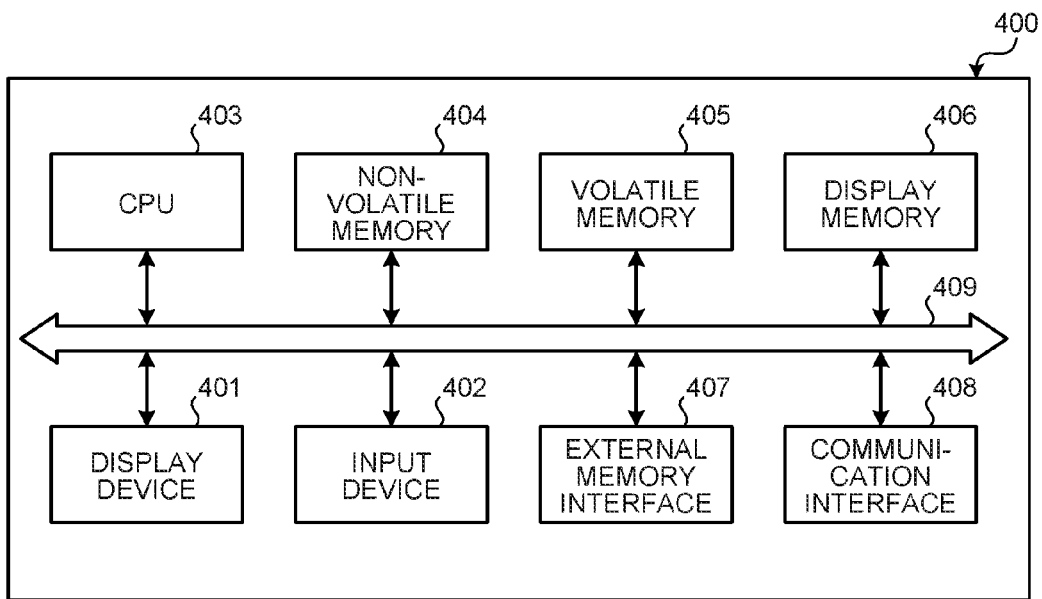 400
403
404
405
406
CPU
NON-
VOLATILE
MEMORY
VOLATILE
MEMORY
DISPLAY
MEMORY
409
401
402
407
408
DISPLAY
DEVICE
INPUT
DEVICE
EXTERNAL
MEMORY
INTERFACE
COMMUNI-
CATION
INTERFACE